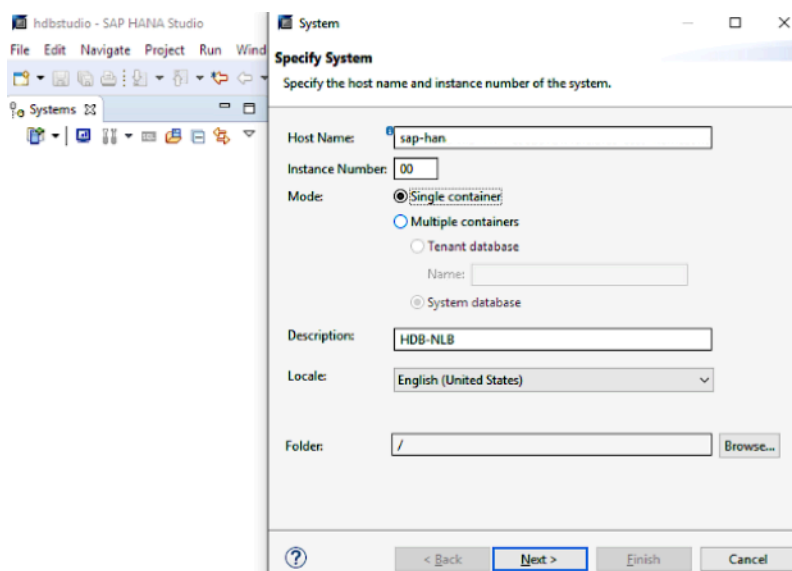 hdbstudio - SAP HANA Studio
File Edit Navigate Project Run Wind
Systems
System
Specify System
Specify the host name and instance number of the system.
Host Name: sap-han
Instance Number: 00
Mode: Single container
Multiple containers
Tenant database
Name:
System database
Description: HDB-NLB
Locale: English (United States)
Folder: / Browse...
? < Back Next > Finish Cancel